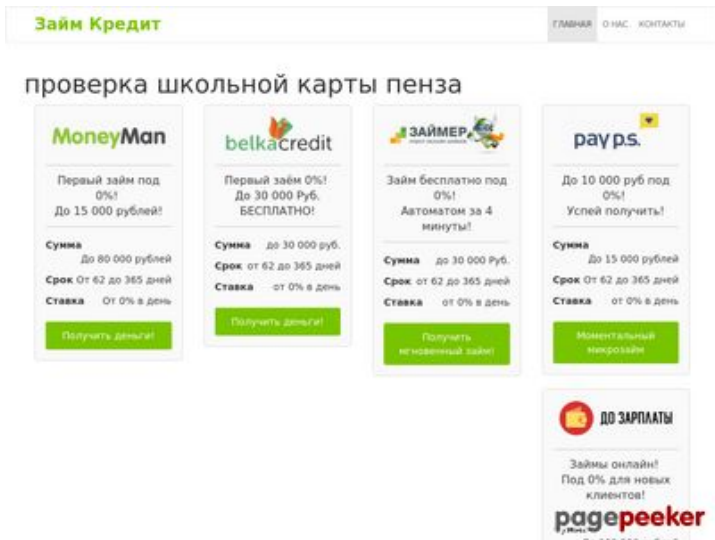 Займ Кредит
ГЛАВНАЯ О НАС КОНТАКТЫ
проверка школьной карты пенза
MoneyMan
Первый займ под
0%!
До 15 000 рублей!
Сумма
До 80 000 рублей
Срок От 62 до 365 дней
Ставка От 0% в день
Получить деньги!
belkacredit
Первый заём 0%!
До 30 000 Руб.
БЕСПЛАТНО!
Сумма до 30 000 руб.
Срок от 62 до 365 дней
Ставка от 0% в день
Получить деньги!
ЗАЙМЕР
Займ бесплатно под
0%!
Автоматом за 4
минуты!
Сумма до 30 000 Руб.
Срок от 62 до 365 дней
Ставка от 0% в день
Получить
мгновенный займ!
pay p.s.
До 10 000 руб под
0%!
Успей получить!
Сумма
До 15 000 рублей
Срок От 62 до 365 дней
Ставка от 0% в день
Моментальный
микрозайм
ДО ЗАРПЛАТЫ
Займы онлайн!
Под 0% для новых
клиентов!
pagepeeker